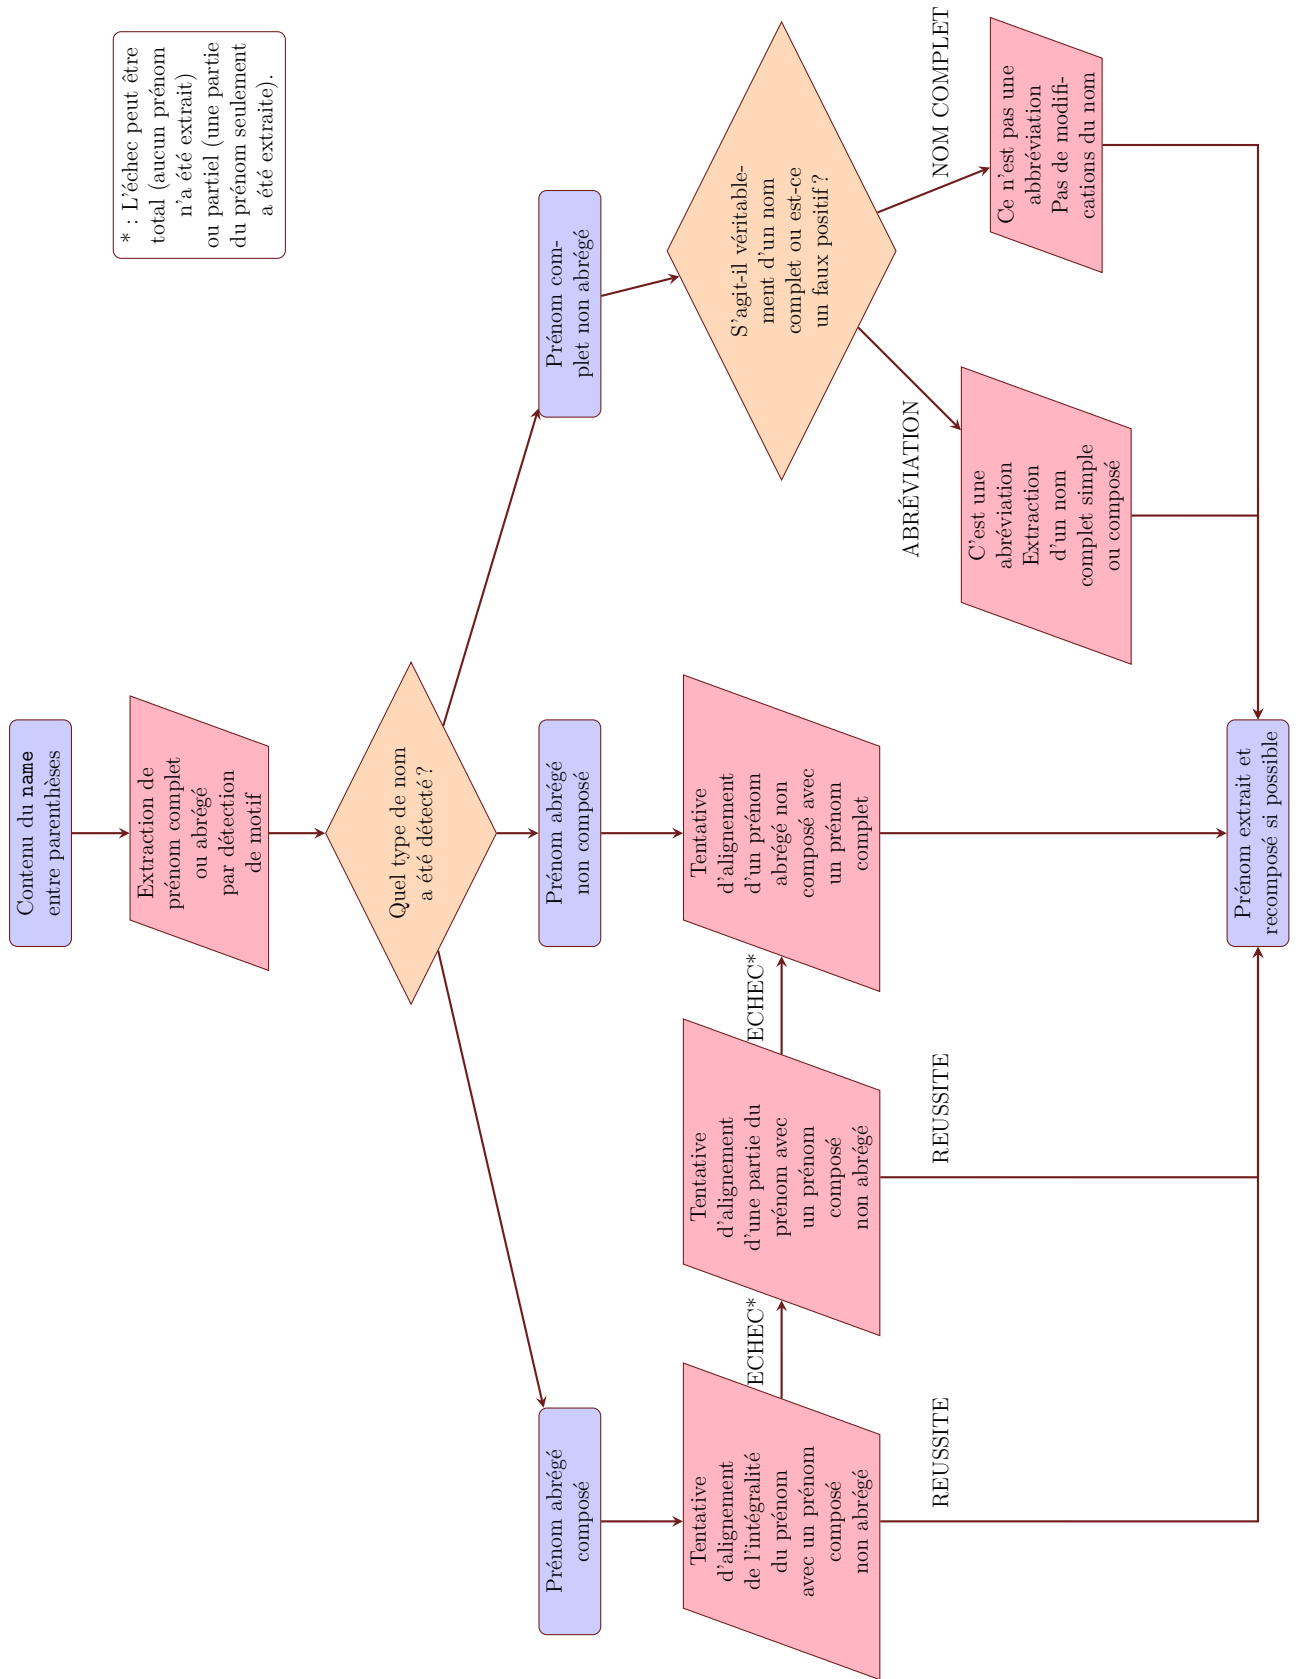 Contenu du name
entre parenthèses
* : L'échec peut être
total (aucun prénom
n'a été extrait)
ou partiel (une partie
du prénom seulement
a été extraite).
Extraction de
prénom complet
ou abrégé
par détection
de motif
Quel type de nom
a été détecté ?
Prénom abrégé
composé
Prénom abrégé
non composé
Prénom com-
plet non abrégé
Tentative
d'alignement
de l'intégralité
du prénom
avec un prénom
composé
non abrégé
ECHEC*
Tentative
d'alignement
d'une partie du
prénom avec
un prénom
composé
non abrégé
ECHEC*
Tentative
d'alignement
d'un prénom
abrégé non
composé avec
un prénom
complet
S'agit-il véritable-
ment d'un nom
complet ou est-ce
un faux positif ?
REUSSITE
REUSSITE
ABRÉVIATION
NOM COMPLET
C'est une
abréviation
Extraction
d'un nom
complet simple
ou composé
Ce n'est pas une
abbréviation
Pas de modifi-
cations du nom
Prénom extrait et
recomposé si possible